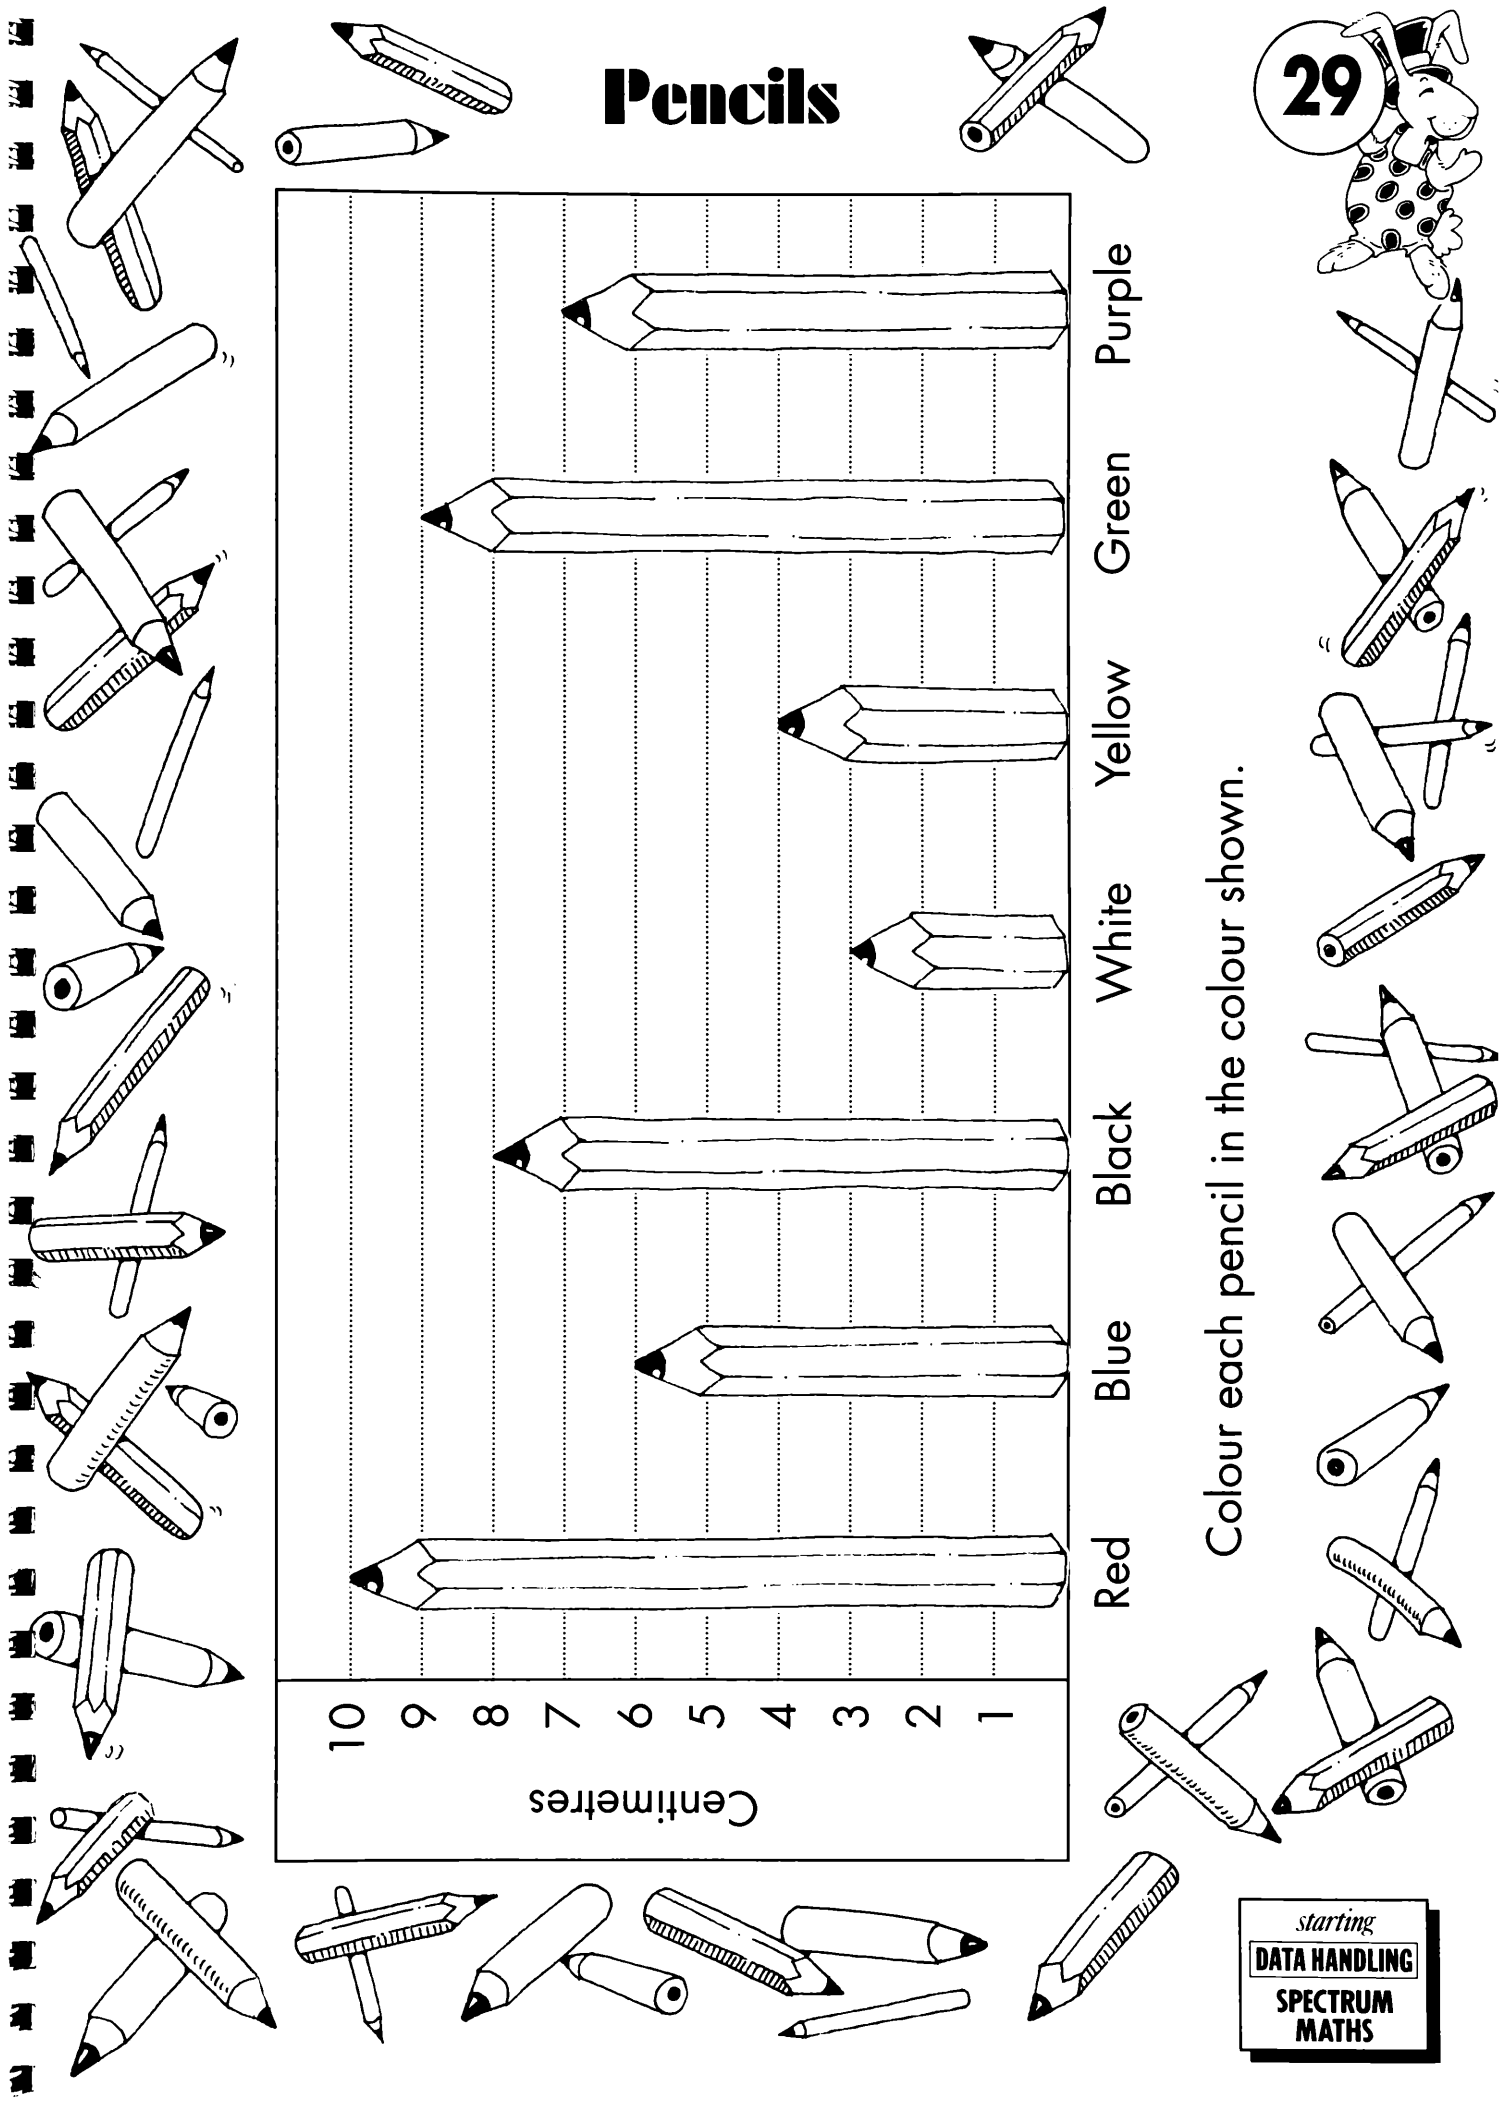 Pencils
29
Centimetres
10
9
8
7
6
5
4
3
2
1
Red
Blue
Black
White
Yellow
Green
Purple
Colour each pencil in the colour shown.
starting
DATA HANDLING
SPECTRUM
MATHS